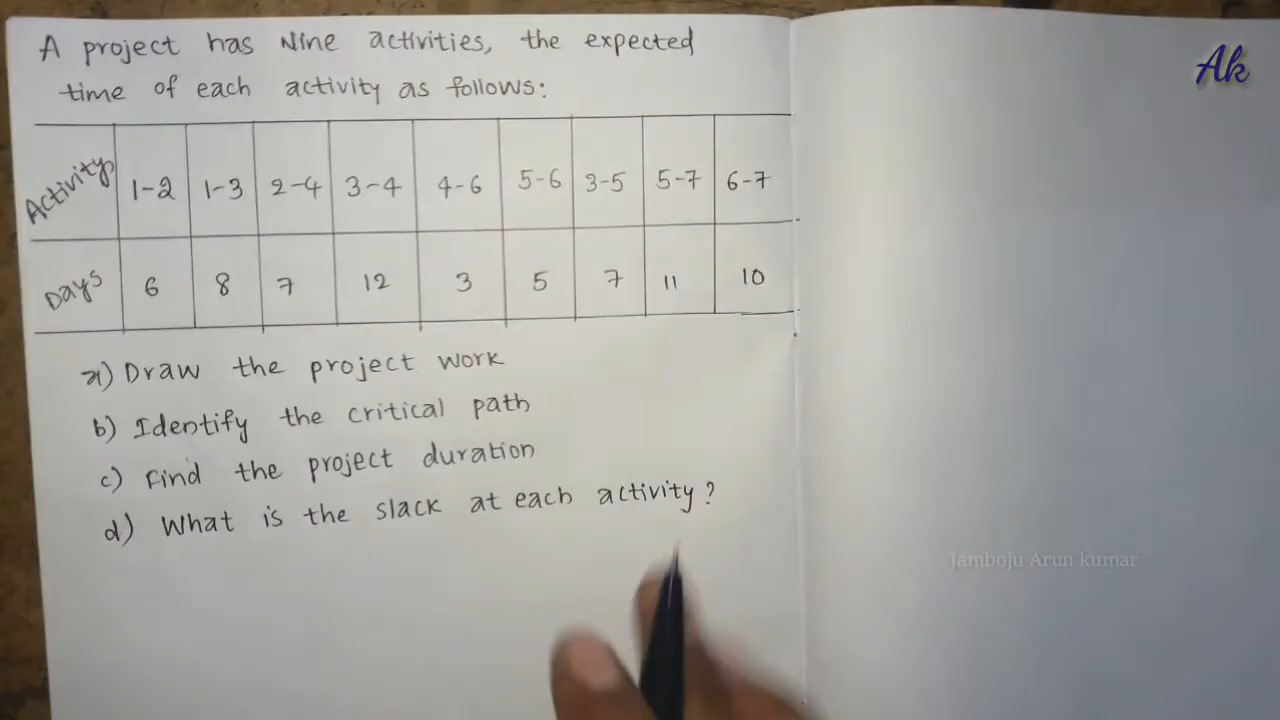 A project has Nine activities, the expected
time of each activity as follows:
Activity 1-2 1-3 2-4 3-4 4-6 5-6 3-5 5-7 6-7
Days 6 8 7 12 3 5 7 11 10
a) Draw the project work
b) Identify the critical path
c) Find the project duration
d) What is the slack at each activity?
Ak
Jamboju Arun kumar